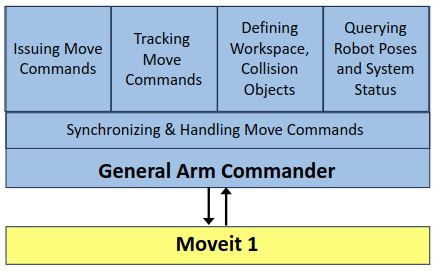 Issuing Move
Commands
Tracking
Move
Commands
Defining
Workspace,
Collision
Objects
Querying
Robot Poses
and System
Status
Synchronizing & Handling Move Commands
General Arm Commander
Moveit 1